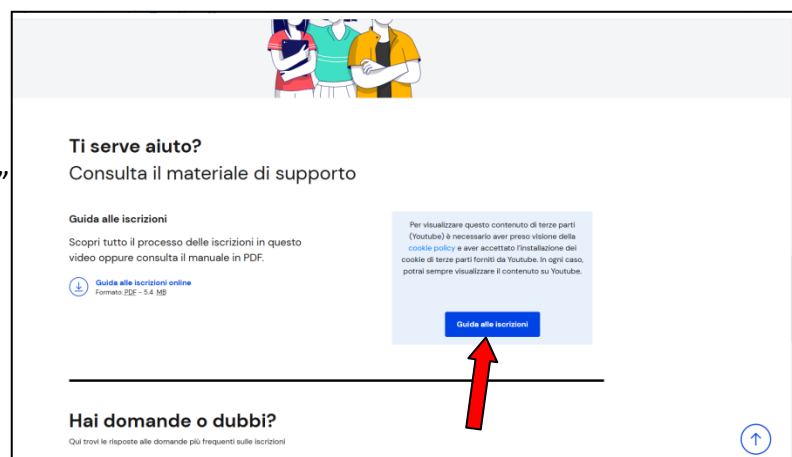 ”
Ti serve aiuto?
Consulta il materiale di supporto
Guida alle iscrizioni
Scopri tutto il processo delle iscrizioni in questo
video oppure consulta il manuale in PDF.
Guida alle iscrizioni online
Formato: PDF - 5.4 MB
Per visualizzare questo contenuto di terze parti
(Youtube) è necessario aver preso visione della
cookie policy e aver accettato l'installazione dei
cookie di terze parti forniti da Youtube. In ogni caso,
potrai sempre visualizzare il contenuto su Youtube.
Guida alle iscrizioni
Hai domande o dubbi?
Qui trovi le risposte alle domande più frequenti sulle iscrizioni